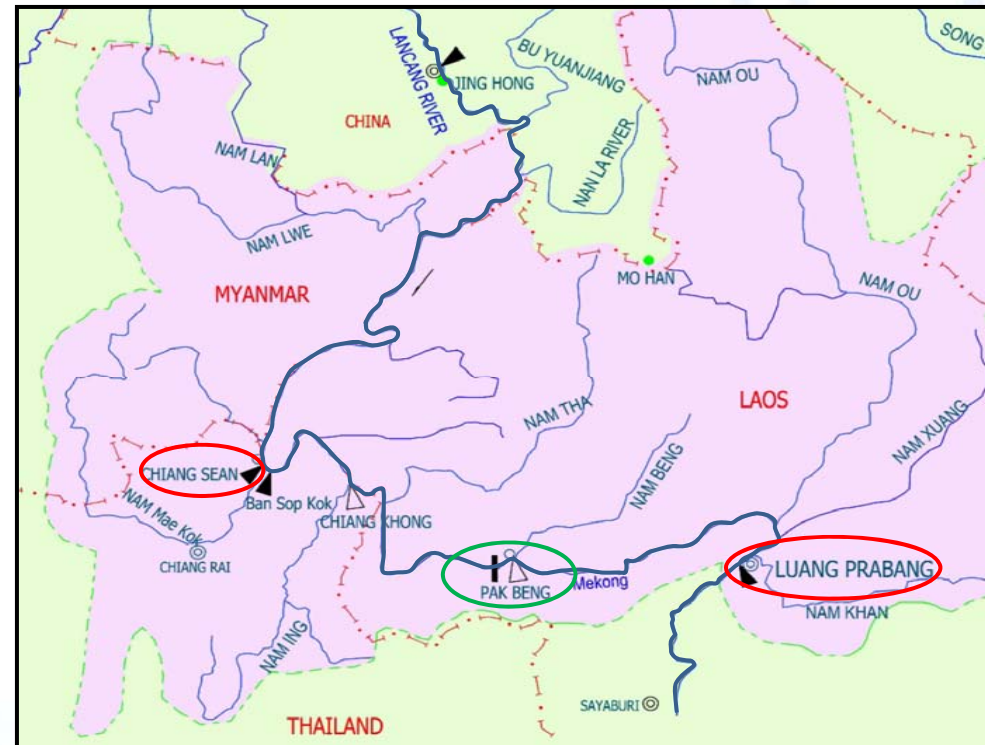 SONG
BU YUANJIANG
NAM OU
LANCANG RIVER
JING HONG
CHINA
NAN LA RIVER
NAM LAN
NAM LWE
MO HAN
NAM OU
MYANMAR
LAOS
NAM THA
NAM XUANG
NAM BENG
CHIANG SEAN
Ban Sop Kok
NAM Mae Kok
CHIANG KHONG
CHIANG RAI
LUANG PRABANG
Mekong
PAK BENG
NAM KHAN
NAM ING
SAYABURI
THAILAND